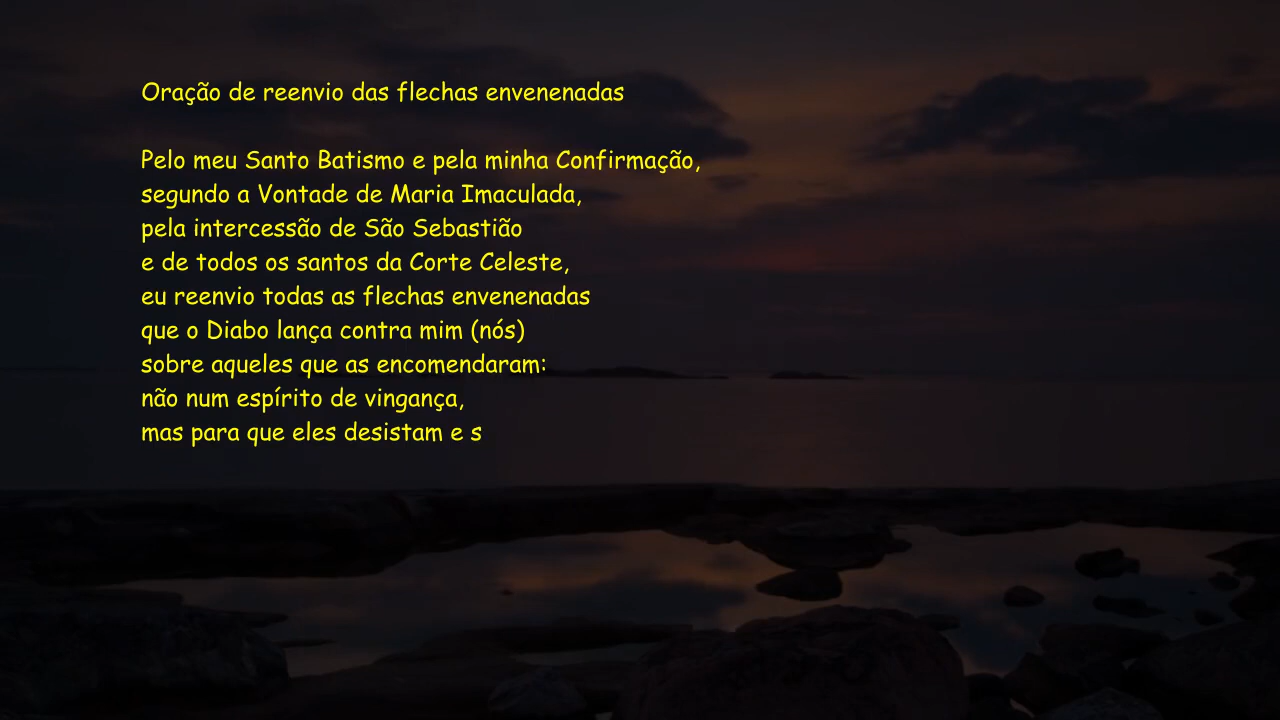 Oração de reenvio das flechas envenenadas
Pelo meu Santo Batismo e pela minha Confirmação,
segundo a Vontade de Maria Imaculada,
pela intercessão de São Sebastião
e de todos os santos da Corte Celeste,
eu reenvio todas as flechas envenenadas
que o Diabo lança contra mim (nós)
sobre aqueles que as encomendaram:
não num espírito de vingança,
mas para que eles desistam e s